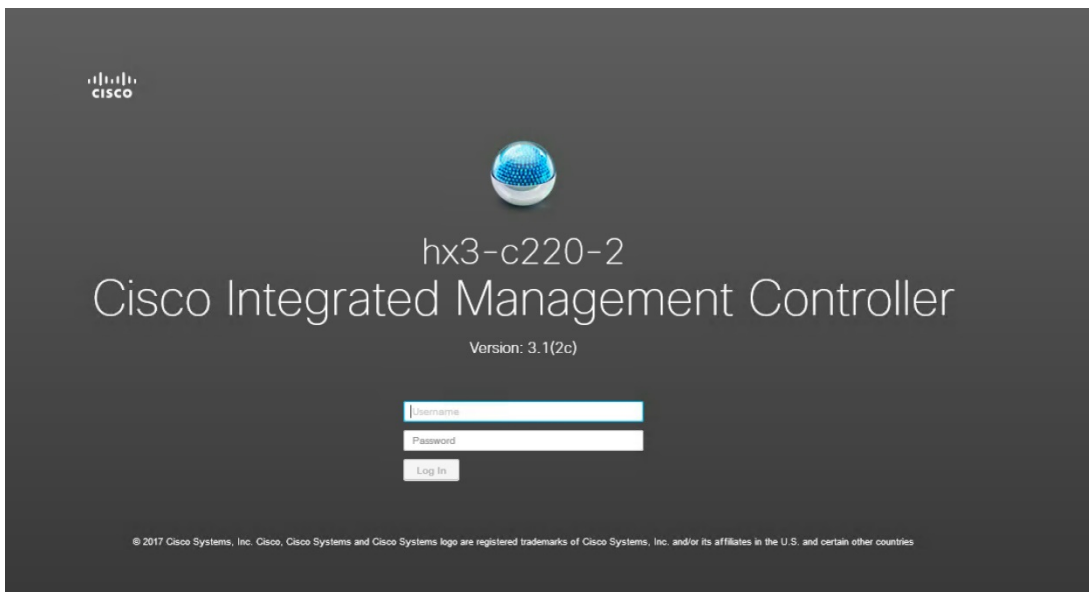 CISCO
hx3-c220-2
Cisco Integrated Management Controller
Version: 3.1(2c)
Username
Password
Log In
© 2017 Cisco Systems, Inc. Cisco, Cisco Systems and Cisco Systems logo are registered trademarks of Cisco Systems, Inc. and/or its affiliates in the U.S. and certain other countries